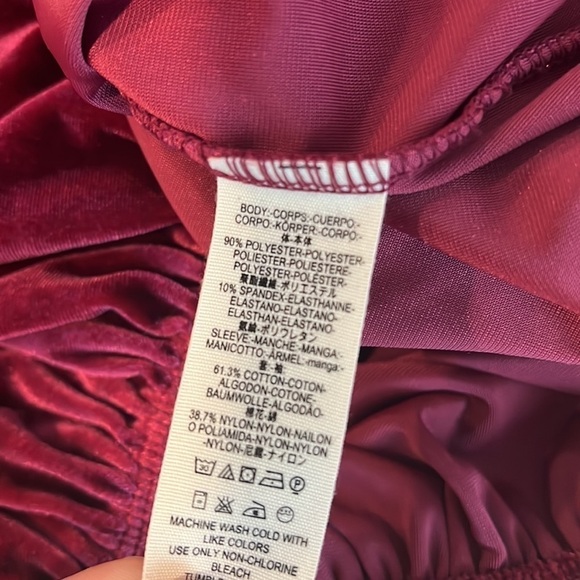 BODY:-CORPS:-CUERPO:-
CORPO:-KÖRPER:-CORPO:-
体-本体
90% POLYESTER-POLYESTER-
POLIESTER-POLIESTERE-
POLYESTER-POLÉSTER-
聚酯纖維-ポリエステル
10% SPANDEX-ELASTHANNE-
ELASTANO-ELASTANO-
ELASTHAN-ELASTANO-
氨綸-ポリウレタン
SLEEVE:-MANCHE:-MANGA:-
MANICOTTO:-ÄRMEL:-manga:-
套-袖
61.3% COTTON-COTON-
ALGODON-COTONE-
BAUMWOLLE-ALGODÃO-
棉花-綿
38.7% NYLON-NYLON-NAILON
O POLIAMIDA-NYLON-NYLON
-NYLON-尼龍-ナイロン
30
P
MACHINE WASH COLD WITH
LIKE COLORS
USE ONLY NON-CHLORINE
BLEACH